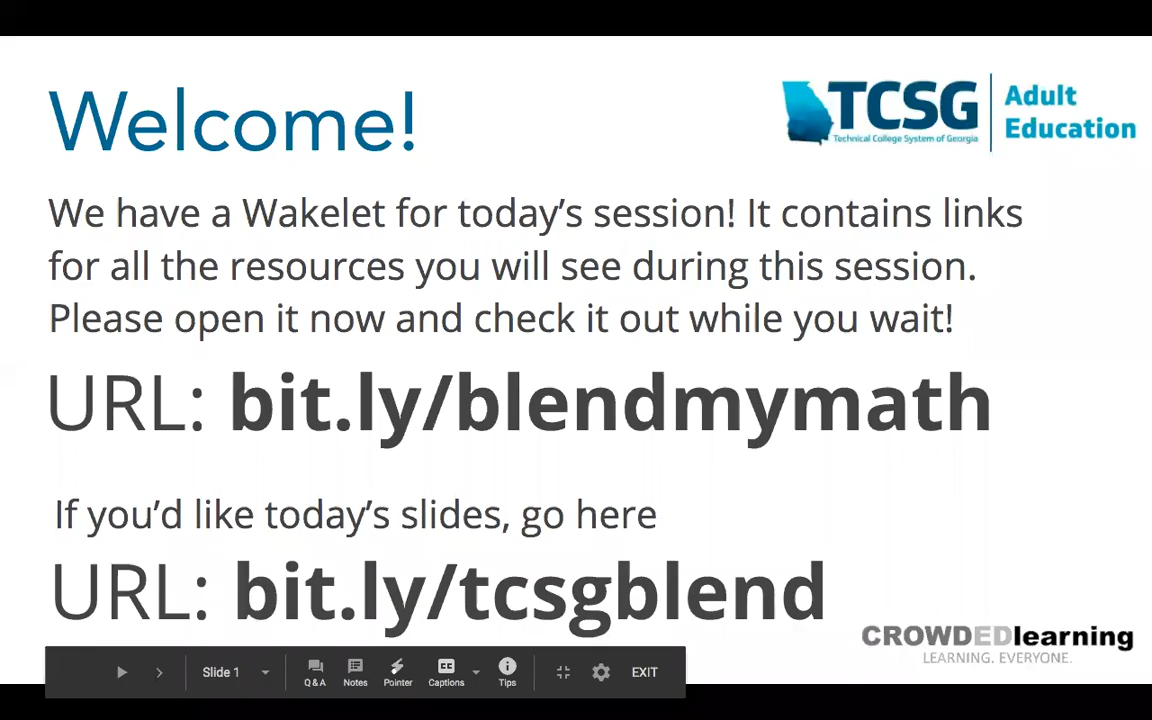 Welcome!
TCSG
Technical College System of Georgia
Adult
Education
We have a Wakelet for today’s session! It contains links
for all the resources you will see during this session.
Please open it now and check it out while you wait!
URL: bit.ly/blendmymath
If you’d like today’s slides, go here
URL: bit.ly/tcsgblend
CROWDEDlearning
LEARNING. EVERYONE.
Slide 1
Q&A
Notes
Pointer
CC
Captions
Tips
EXIT